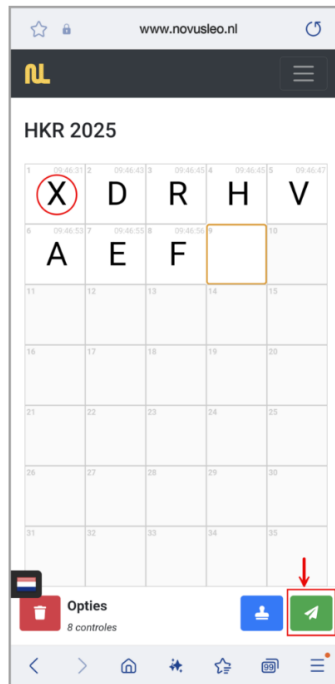 www.novusleo.nl
NL
HKR 2025
1 09:46:31 2 09:46:43 3 09:46:45 4 09:46:45 5 09:46:47
X D R H V
6 09:46:53 7 09:46:55 8 09:46:56 9 10
A E F
11 12 13 14 15
16 17 18 19 20
21 22 23 24 25
26 27 28 29 30
31 32 33 34 35
Opties
8 controles
99